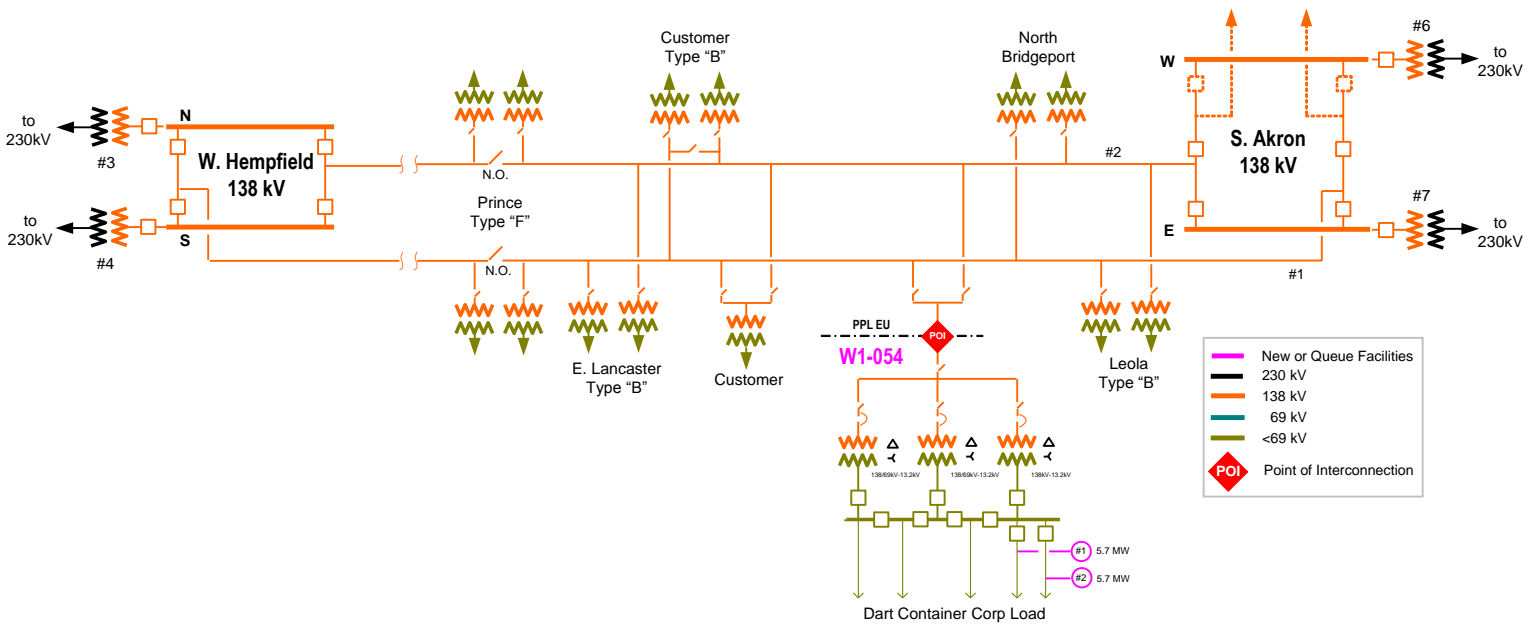 to
230kV
#3
N
W. Hempfield
138 kV
S
to
230kV
#4
N.O.
Prince
Type “F”
N.O.
Customer
Type “B”
North
Bridgeport
#2
#1
W
E
S. Akron
138 kV
#6
to
230kV
#7
to
230kV
E. Lancaster
Type “B”
Customer
PPL EU
POI
W1-054
Leola
Type “B”
138/69kV-13.2kV
138/69kV-13.2kV
138kV-13.2kV
#1
5.7 MW
#2
5.7 MW
Dart Container Corp Load
New or Queue Facilities
230 kV
138 kV
69 kV
<69 kV
POI
Point of Interconnection